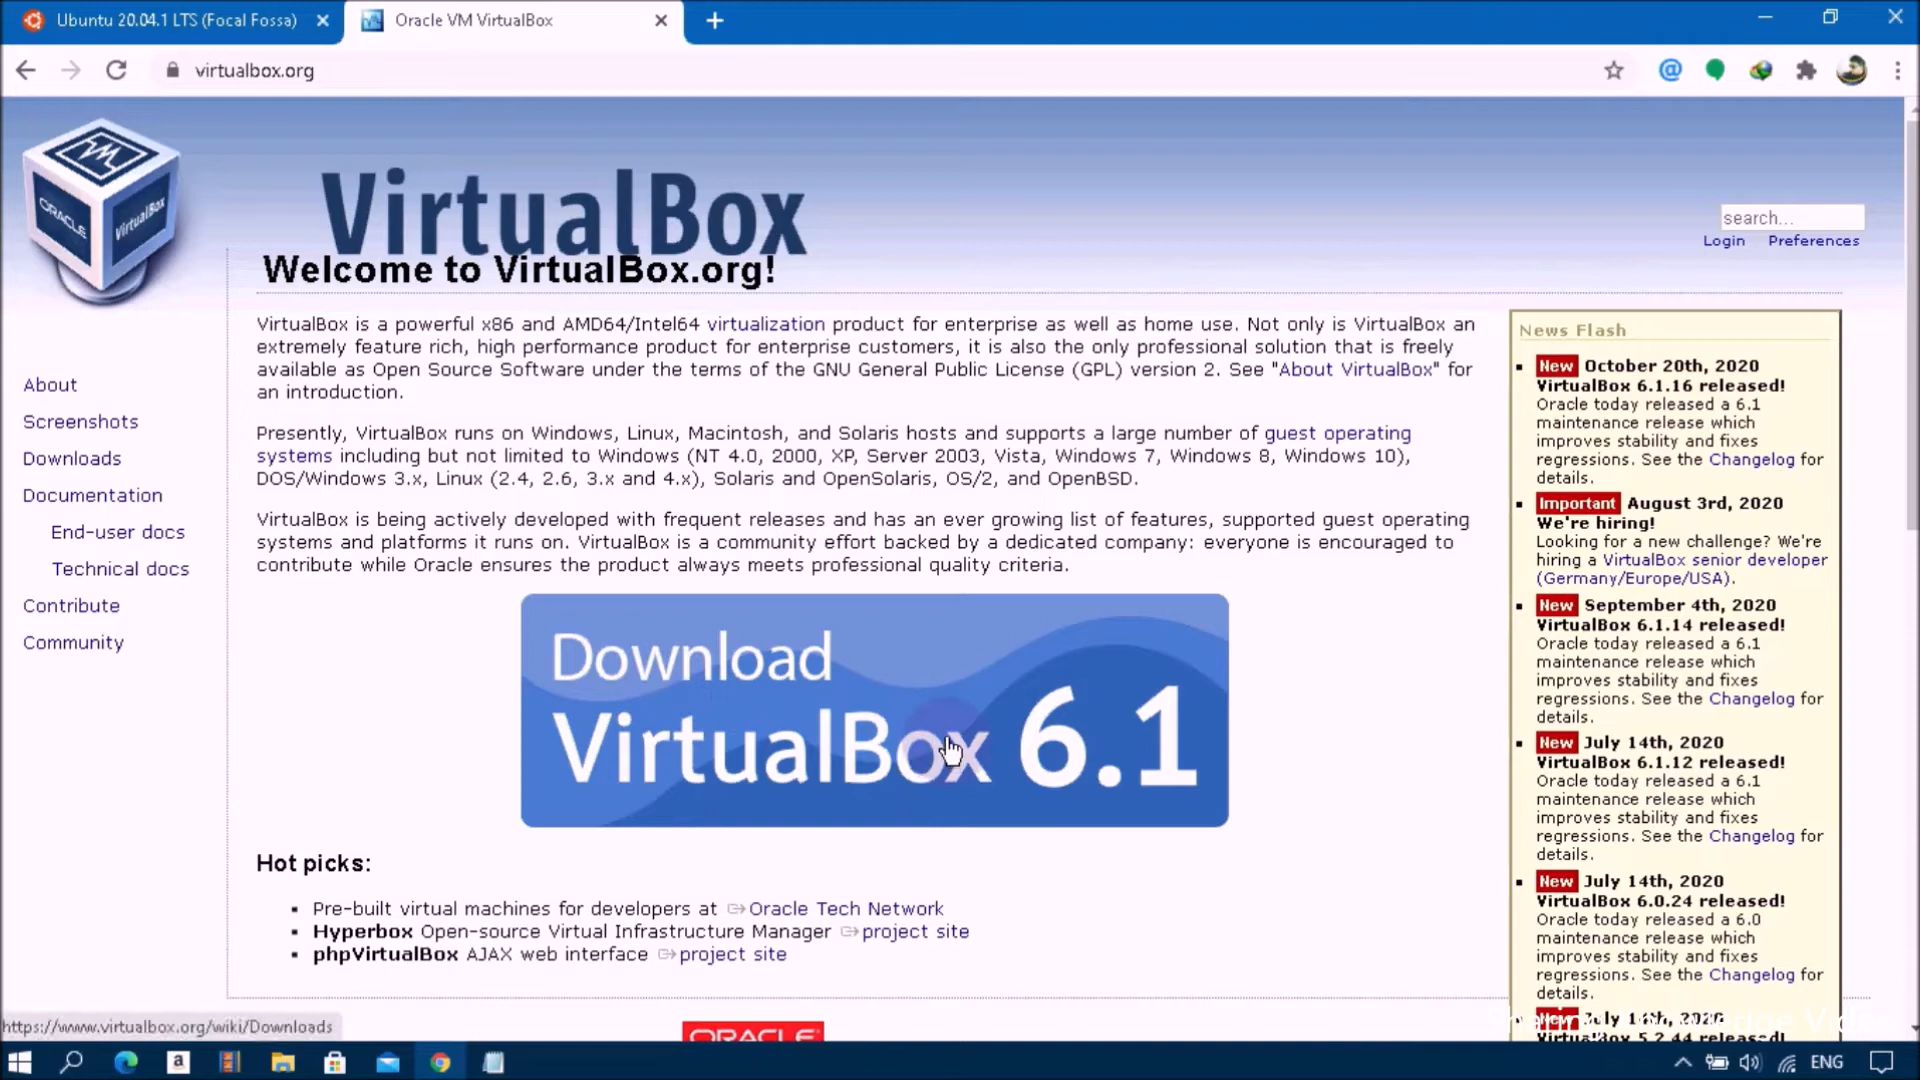 Ubuntu 20.04.1 LTS (Focal Fossa)
Oracle VM VirtualBox
virtualbox.org
ORACLE
VirtualBox
VirtualBox
search...
Login Preferences
Welcome to VirtualBox.org!
VirtualBox is a powerful x86 and AMD64/Intel64 virtualization product for enterprise as well as home use. Not only is VirtualBox an
extremely feature rich, high performance product for enterprise customers, it is also the only professional solution that is freely
available as Open Source Software under the terms of the GNU General Public License (GPL) version 2. See "About VirtualBox" for
an introduction.
Presently, VirtualBox runs on Windows, Linux, Macintosh, and Solaris hosts and supports a large number of guest operating
systems including but not limited to Windows (NT 4.0, 2000, XP, Server 2003, Vista, Windows 7, Windows 8, Windows 10),
DOS/Windows 3.x, Linux (2.4, 2.6, 3.x and 4.x), Solaris and OpenSolaris, OS/2, and OpenBSD.
VirtualBox is being actively developed with frequent releases and has an ever growing list of features, supported guest operating
systems and platforms it runs on. VirtualBox is a community effort backed by a dedicated company: everyone is encouraged to
contribute while Oracle ensures the product always meets professional quality criteria.
About
Screenshots
Downloads
Documentation
End-user docs
Technical docs
Contribute
Community
Download
VirtualBox 6.1
Hot picks:
Pre-built virtual machines for developers at Oracle Tech Network
Hyperbox Open-source Virtual Infrastructure Manager project site
phpVirtualBox AJAX web interface project site
News Flash
New October 20th, 2020
VirtualBox 6.1.16 released!
Oracle today released a 6.1
maintenance release which
improves stability and fixes
regressions. See the Changelog for
details.
Important August 3rd, 2020
We're hiring!
Looking for a new challenge? We're
hiring a VirtualBox senior developer
(Germany/Europe/USA).
New September 4th, 2020
VirtualBox 6.1.14 released!
Oracle today released a 6.1
maintenance release which
improves stability and fixes
regressions. See the Changelog for
details.
New July 14th, 2020
VirtualBox 6.1.12 released!
Oracle today released a 6.1
maintenance release which
improves stability and fixes
regressions. See the Changelog for
details.
New July 14th, 2020
VirtualBox 6.0.24 released!
Oracle today released a 6.0
maintenance release which
improves stability and fixes
regressions. See the Changelog for
details.
New July 14th, 2020
VirtualBox 5.2.44 released!
https://www.virtualbox.org/wiki/Downloads
ORACLE
ENG